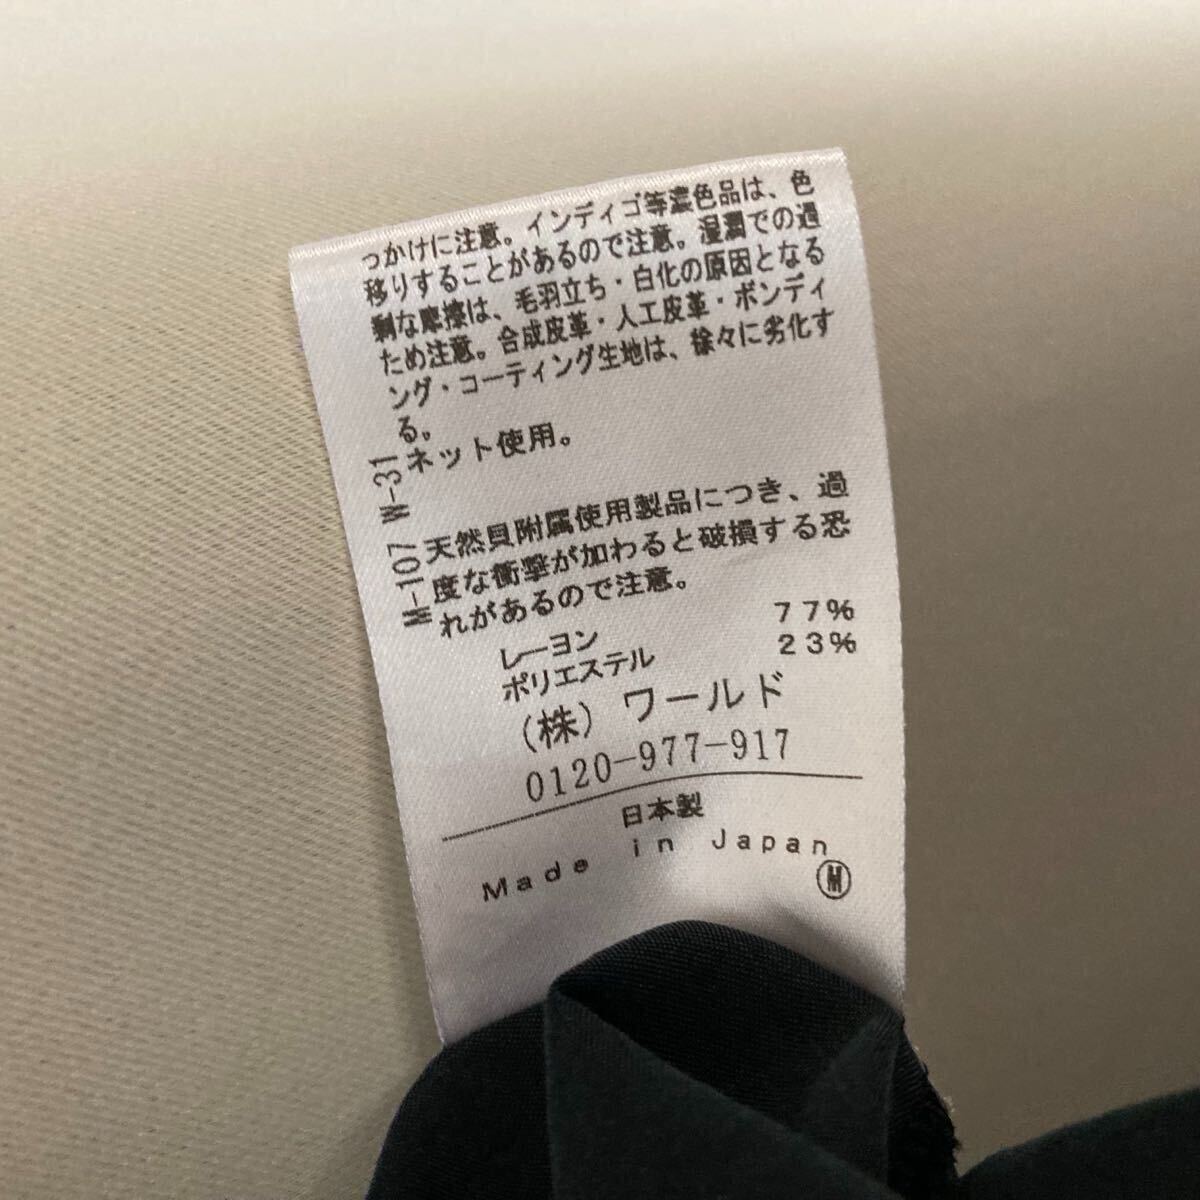 っかけに注意。インディゴ等濃色品は、色
移りすることがあるので注意。湿潤での過
剰な摩擦は、毛羽立ち・白化の原因となる
ため注意。合成皮革・人工皮革・ボンディ
ング・コーティング生地は、徐々に劣化す
る。
W-31 ネット使用。
M-107 天然貝附属使用製品につき、過
度な衝撃が加わると破損する恐
れがあるので注意。
レーヨン 77%
ポリエステル 23%
(株) ワールド
0120-977-917
日本製
Made in Japan
M